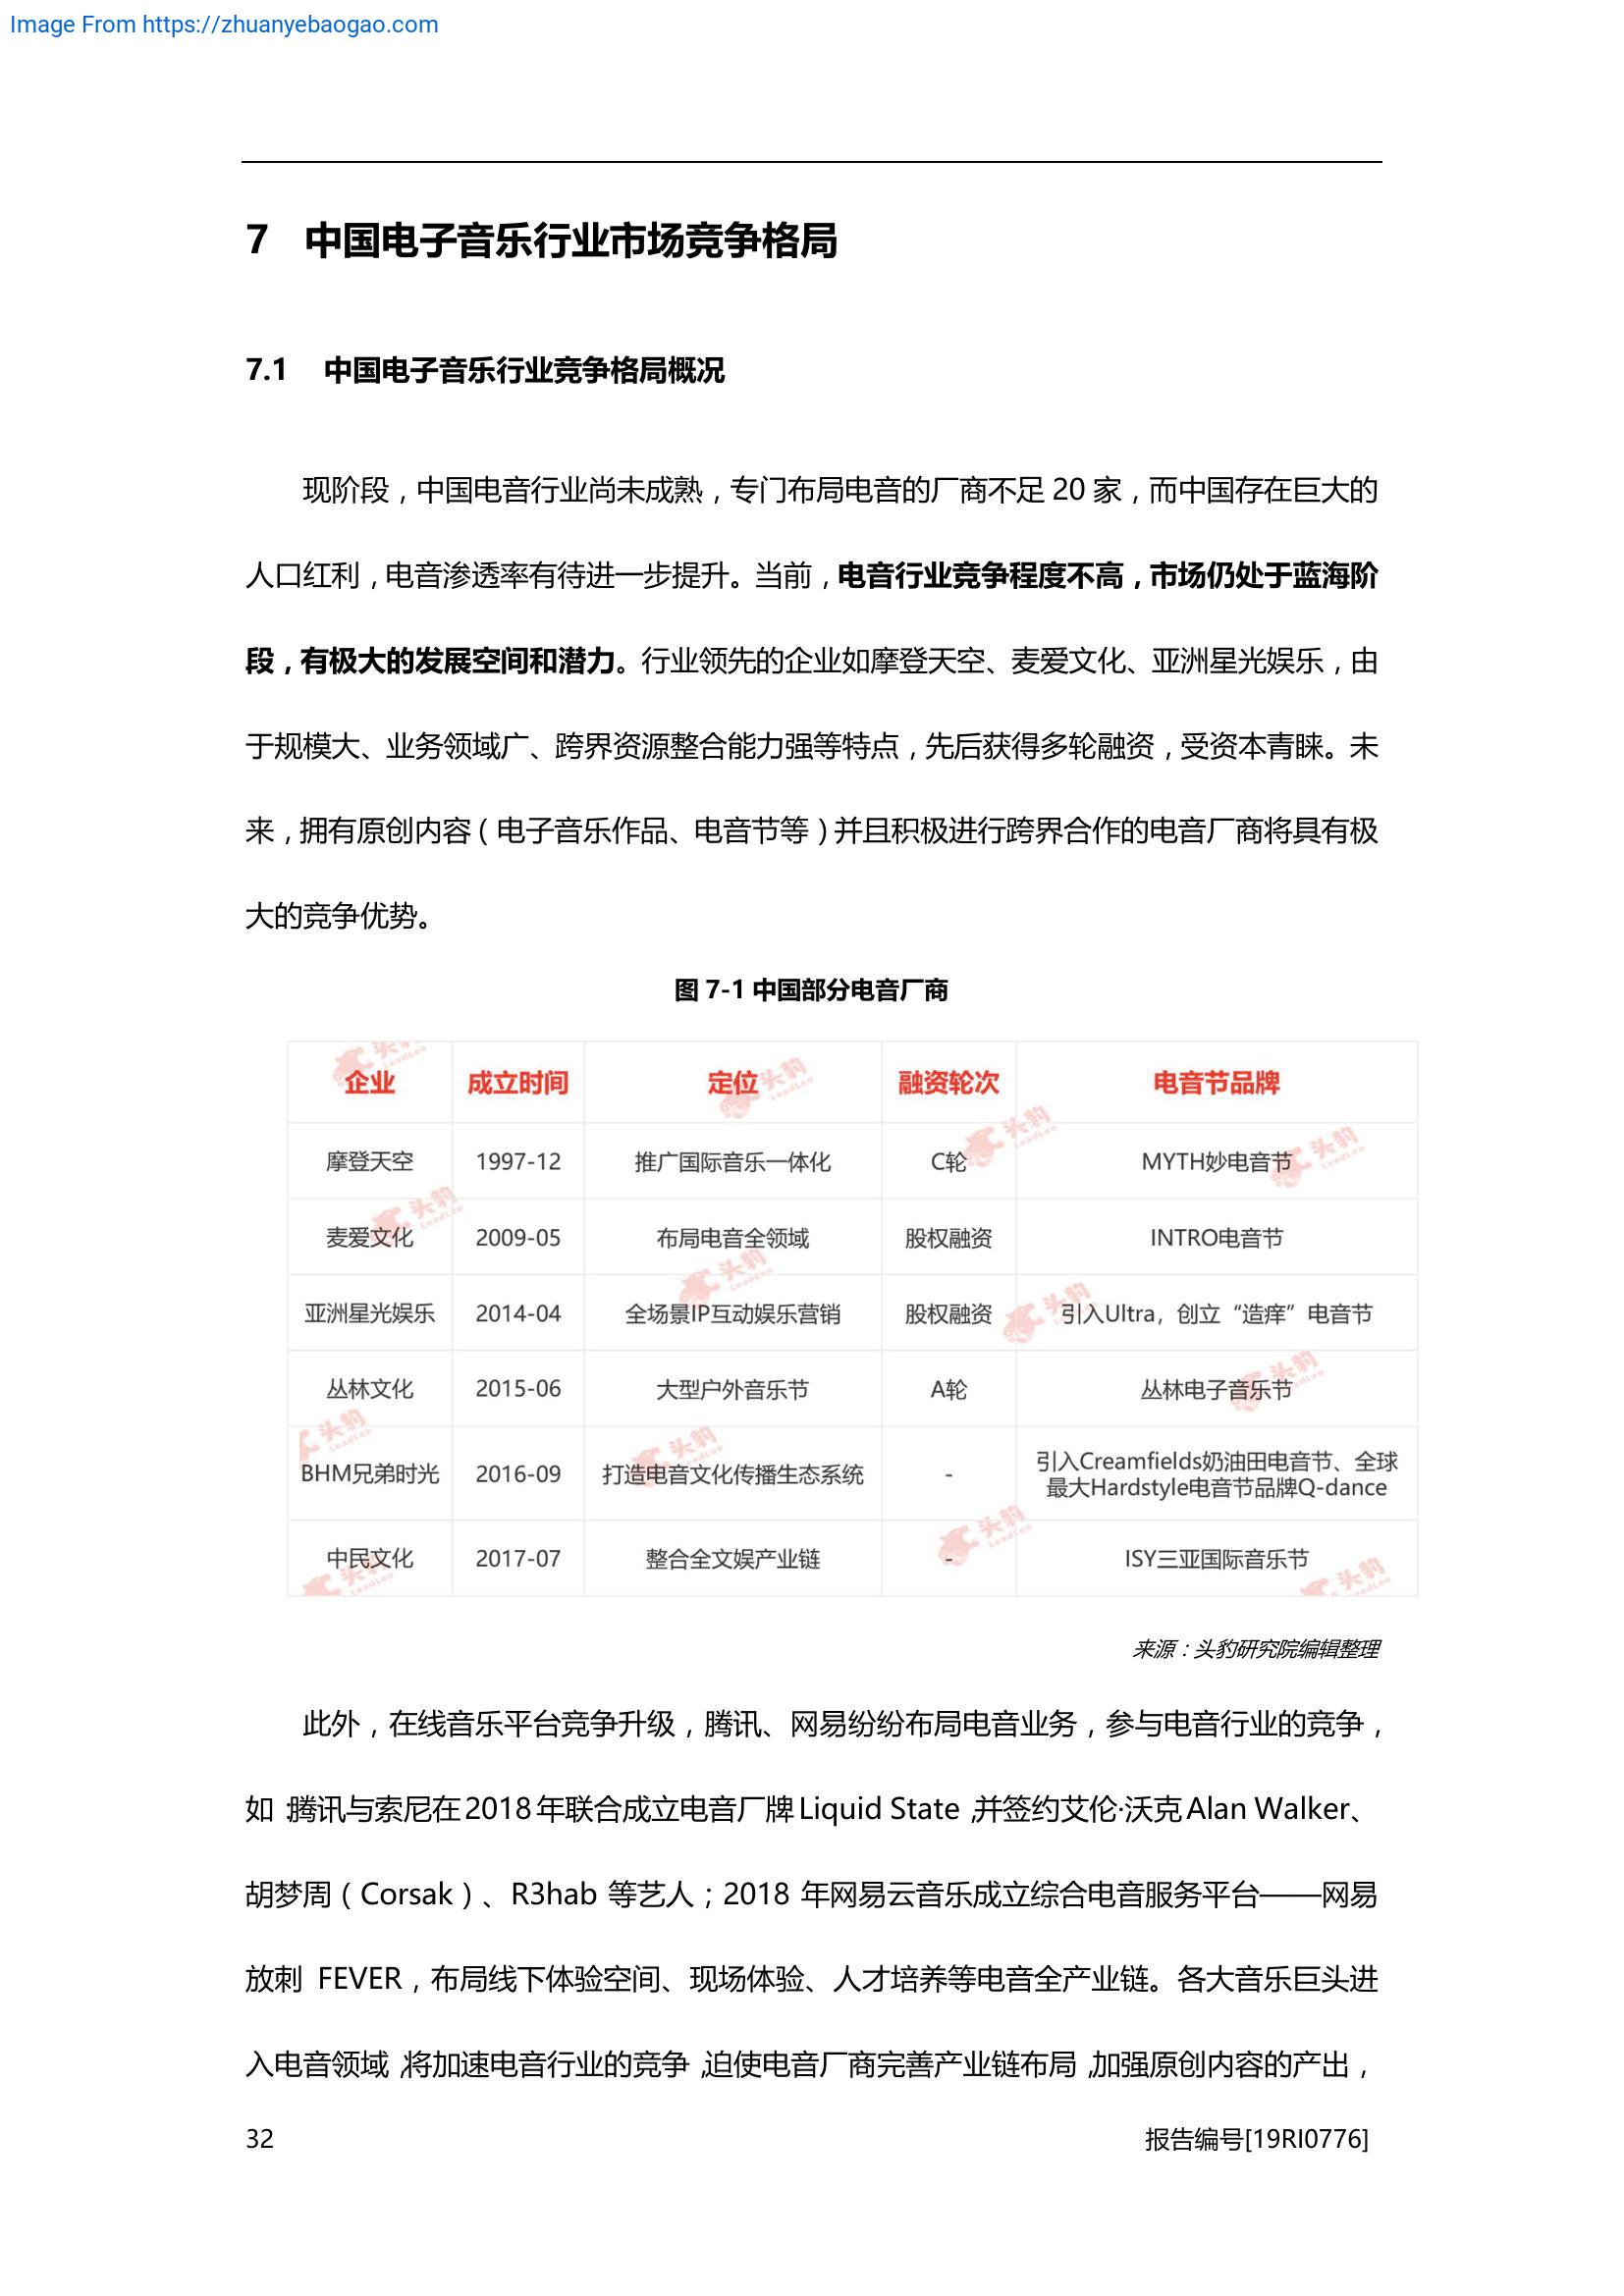 Image From https://zhuanyebaogao.com
7 中国电子音乐行业市场竞争格局
7.1 中国电子音乐行业竞争格局概况
现阶段，中国电音行业尚未成熟，专门布局电音的厂商不足 20 家，而中国存在巨大的
人口红利，电音渗透率有待进一步提升。当前，电音行业竞争程度不高，市场仍处于蓝海阶
段，有极大的发展空间和潜力。行业领先的企业如摩登天空、麦爱文化、亚洲星光娱乐，由
于规模大、业务领域广、跨界资源整合能力强等特点，先后获得多轮融资，受资本青睐。未
来，拥有原创内容（电子音乐作品、电音节等）并且积极进行跨界合作的电音厂商将具有极
大的竞争优势。
图 7-1 中国部分电音厂商
企业 成立时间 定位 融资轮次 电音节品牌
摩登天空 1997-12 推广国际音乐一体化 C轮 MYTH妙电音节
麦爱文化 2009-05 布局电音全领域 股权融资 INTRO电音节
亚洲星光娱乐 2014-04 全场景IP互动娱乐营销 股权融资 引入Ultra，创立“造痒”电音节
丛林文化 2015-06 大型户外音乐节 A轮 丛林电子音乐节
BHM兄弟时光 2016-09 打造电音文化传播生态系统 - 引入Creamfields奶油田电音节、全球
最大Hardstyle电音节品牌Q-dance
中民文化 2017-07 整合全文娱产业链 - ISY三亚国际音乐节
来源：头豹研究院编辑整理
此外，在线音乐平台竞争升级，腾讯、网易纷纷布局电音业务，参与电音行业的竞争，
如：腾讯与索尼在2018年联合成立电音厂牌Liquid State，并签约艾伦·沃克Alan Walker、
胡梦周（Corsak）、R3hab 等艺人；2018 年网易云音乐成立综合电音服务平台——网易
放刺 FEVER，布局线下体验空间、现场体验、人才培养等电音全产业链。各大音乐巨头进
入电音领域，将加速电音行业的竞争，迫使电音厂商完善产业链布局，加强原创内容的产出，
32 报告编号[19RI0776]